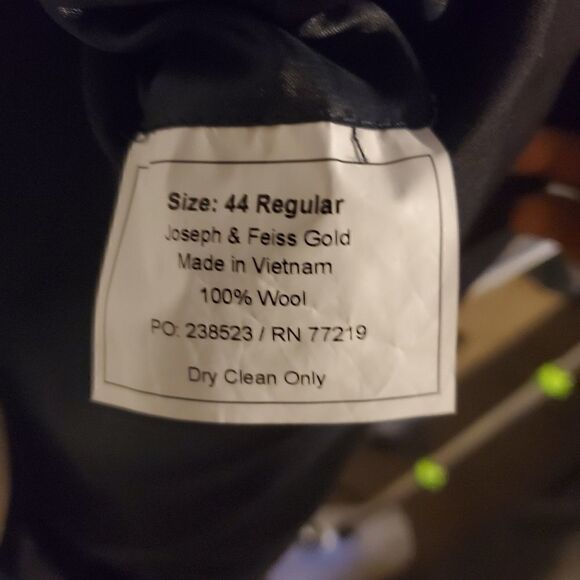 Size: 44 Regular
Joseph & Feiss Gold
Made in Vietnam
100% Wool
PO: 238523 / RN 77219
Dry Clean Only